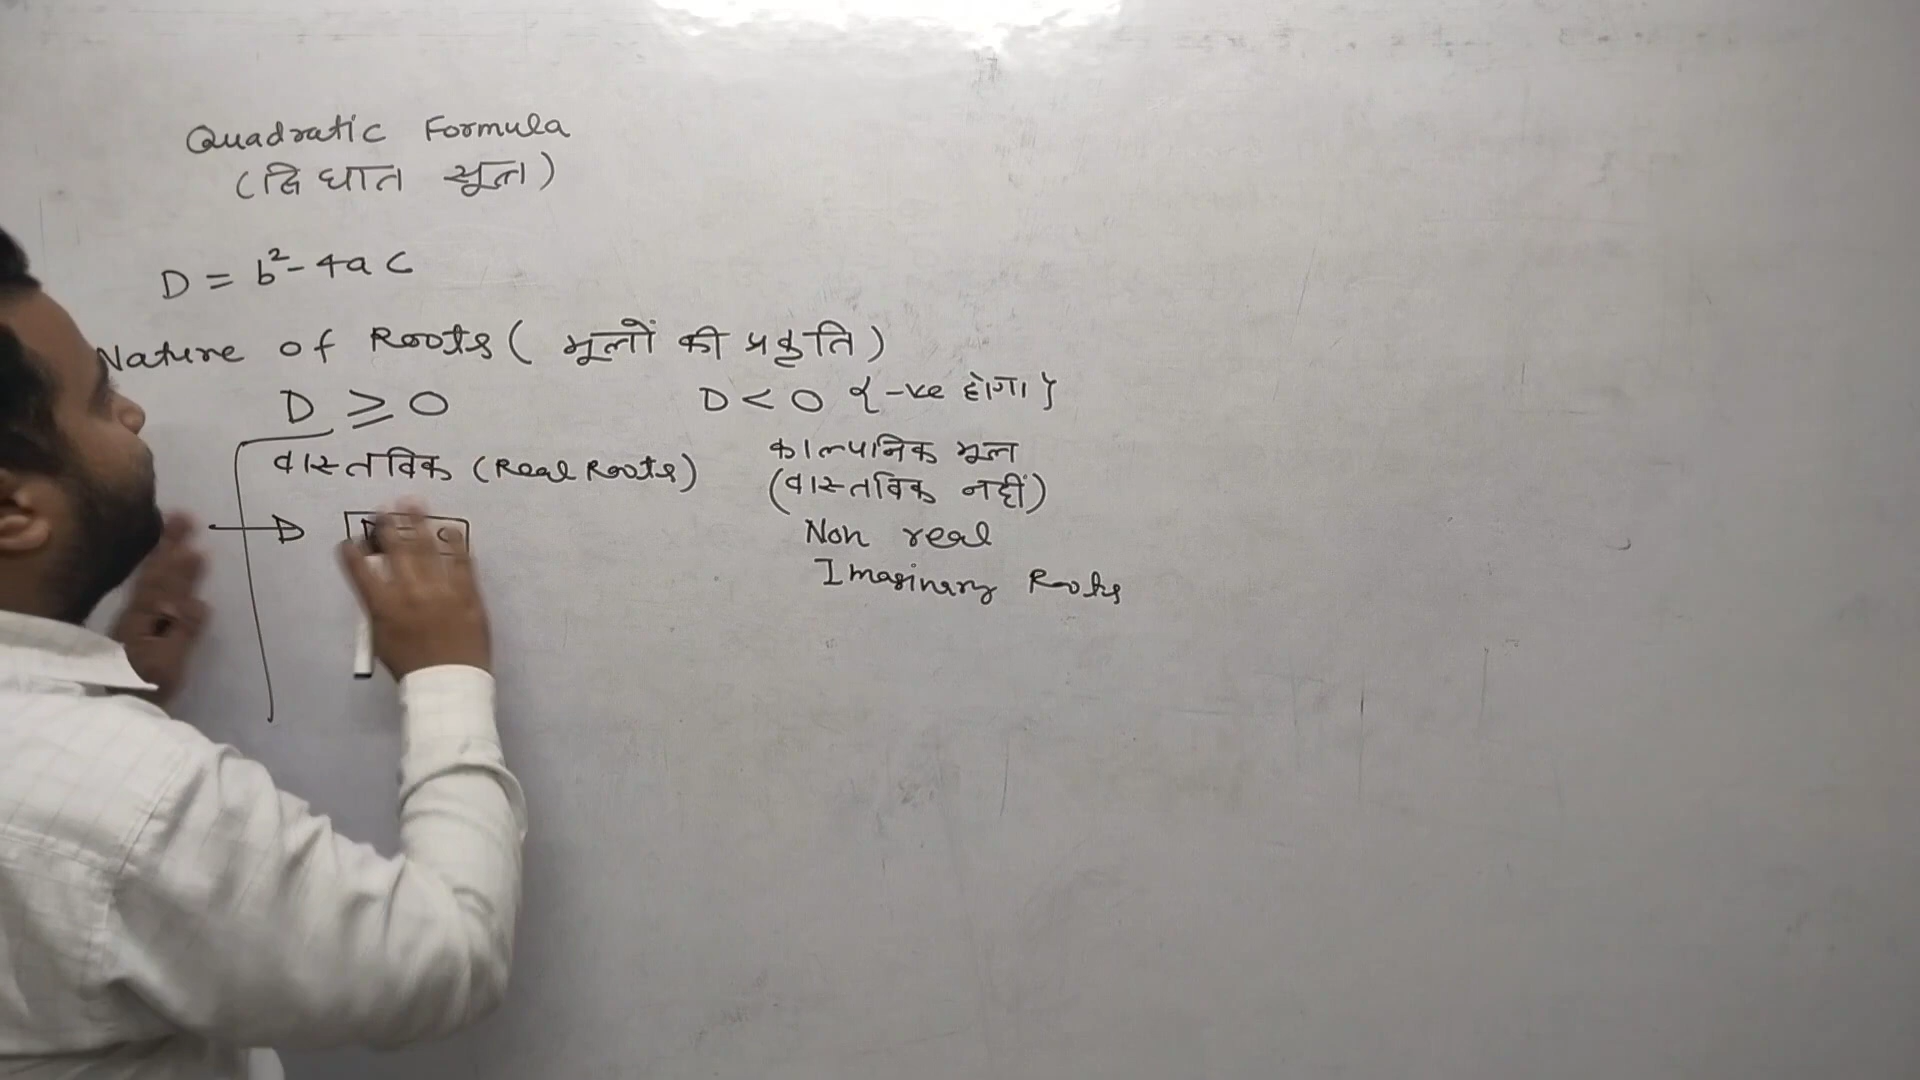 Quadratic Formula
(द्विघात सूत्र)
D = b²-4ac
Nature of Roots ( मूलों की प्रकृति )
D ≥ 0
D < 0 {-ve होगा}
वास्तविक (Real Roots)
काल्पनिक मूल
(वास्तविक नहीं)
D
Non real
Imaginary Roots